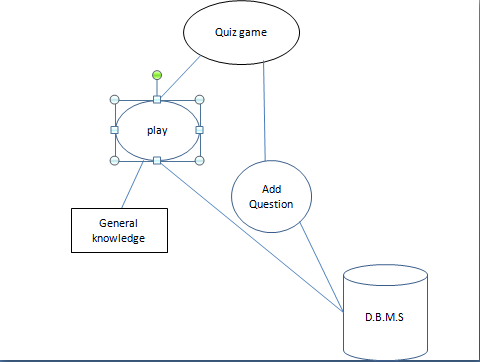 Quiz game
play
Add
Question
General
knowledge
D.B.M.S